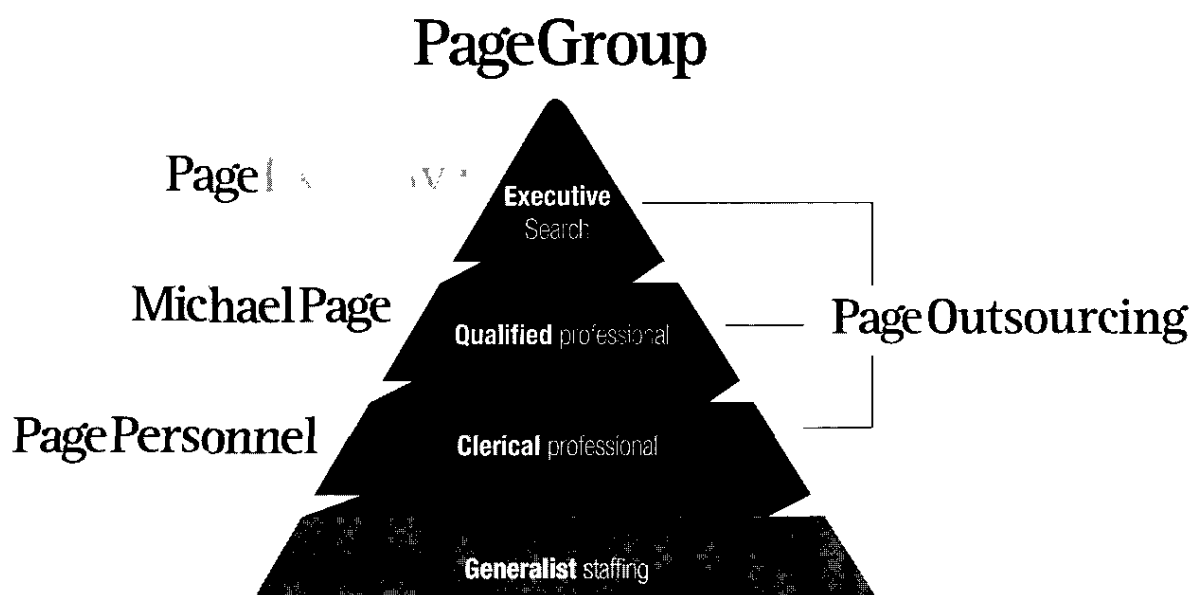 PageGroup
Page
Executive
Search
MichaelPage
Qualified professional
PageOutsourcing
PagePersonnel
Clerical professional
Generalist staffing